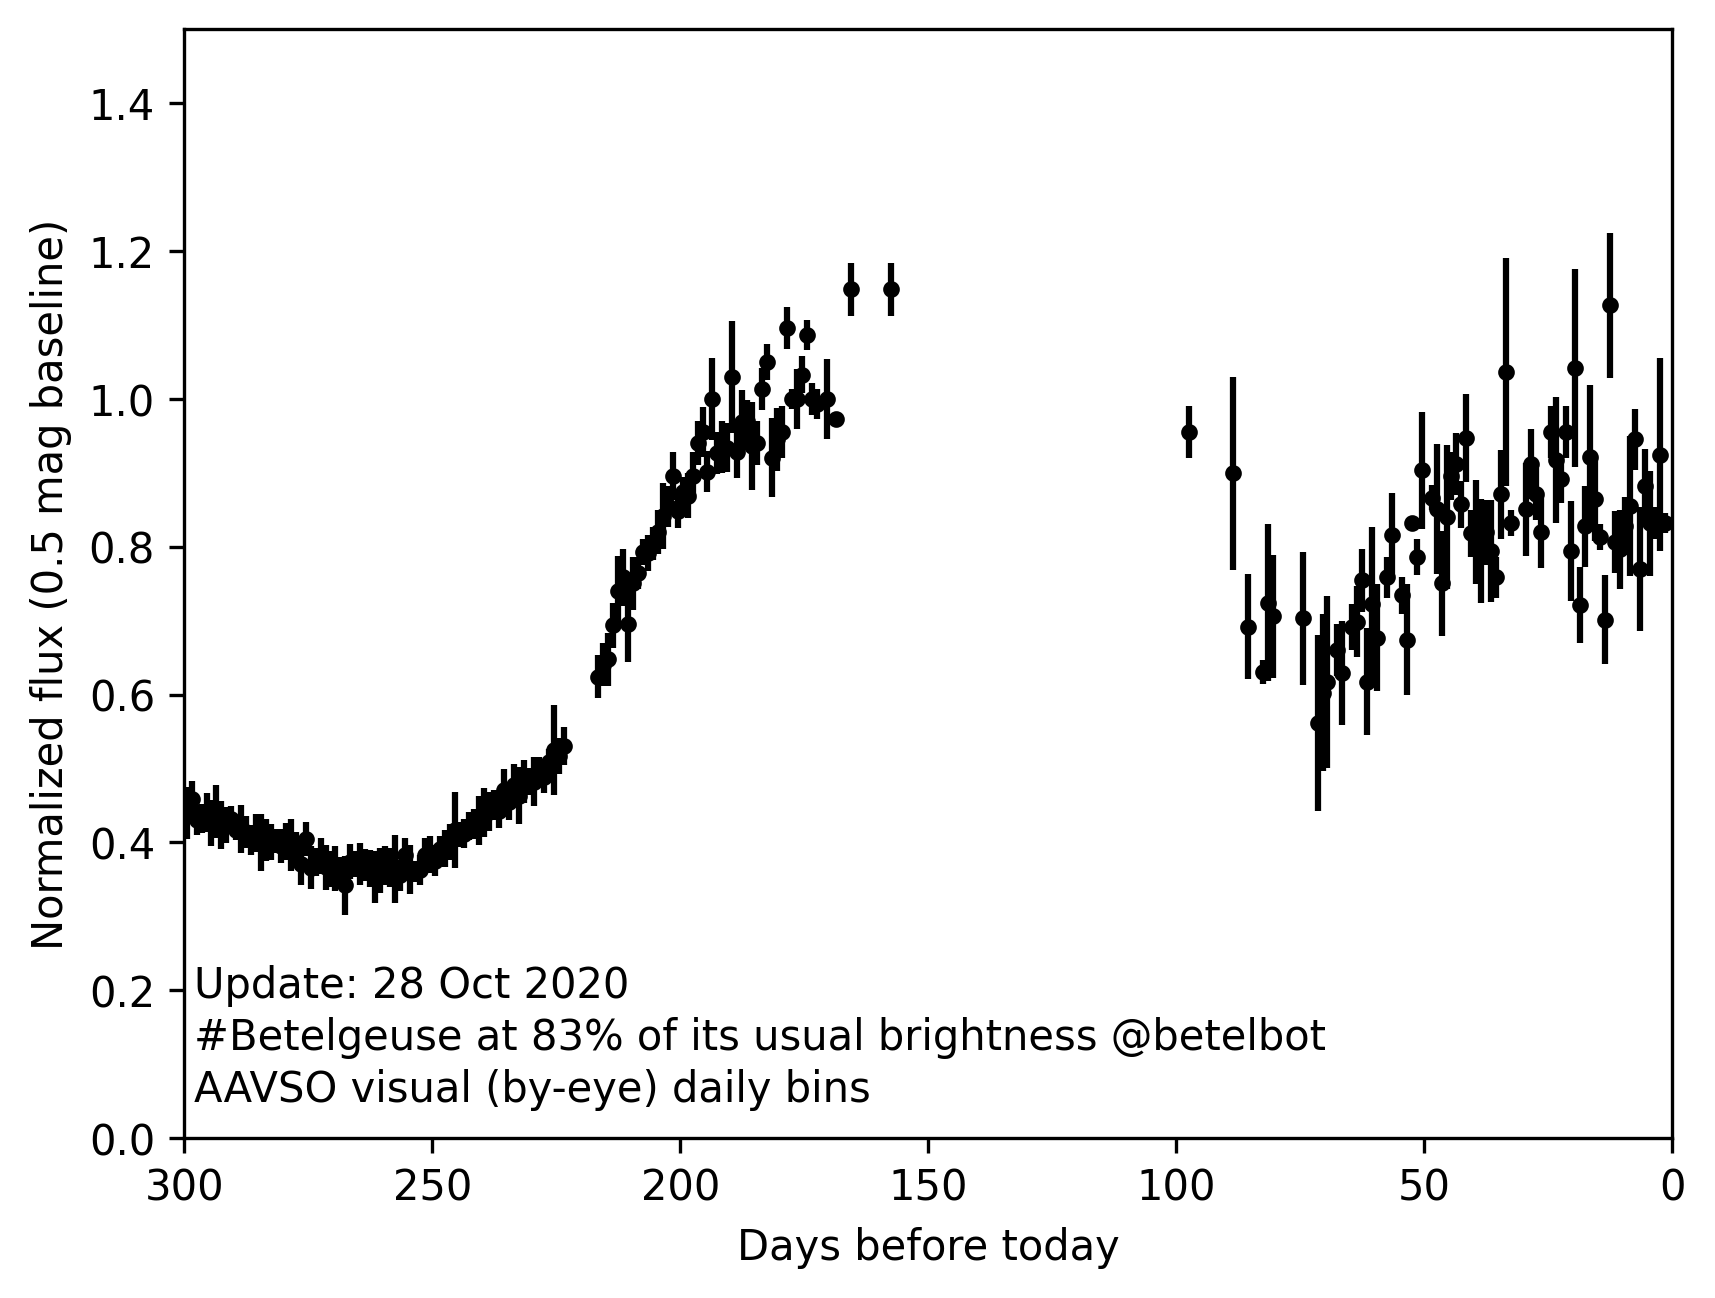 1.4
1.2
1.0
0.8
0.6
0.4
0.2
0.0
Normalized flux (0.5 mag baseline)
Update: 28 Oct 2020
#Betelgeuse at 83% of its usual brightness @betelbot
AAVSO visual (by-eye) daily bins
300 250 200 150 100 50 0
Days before today